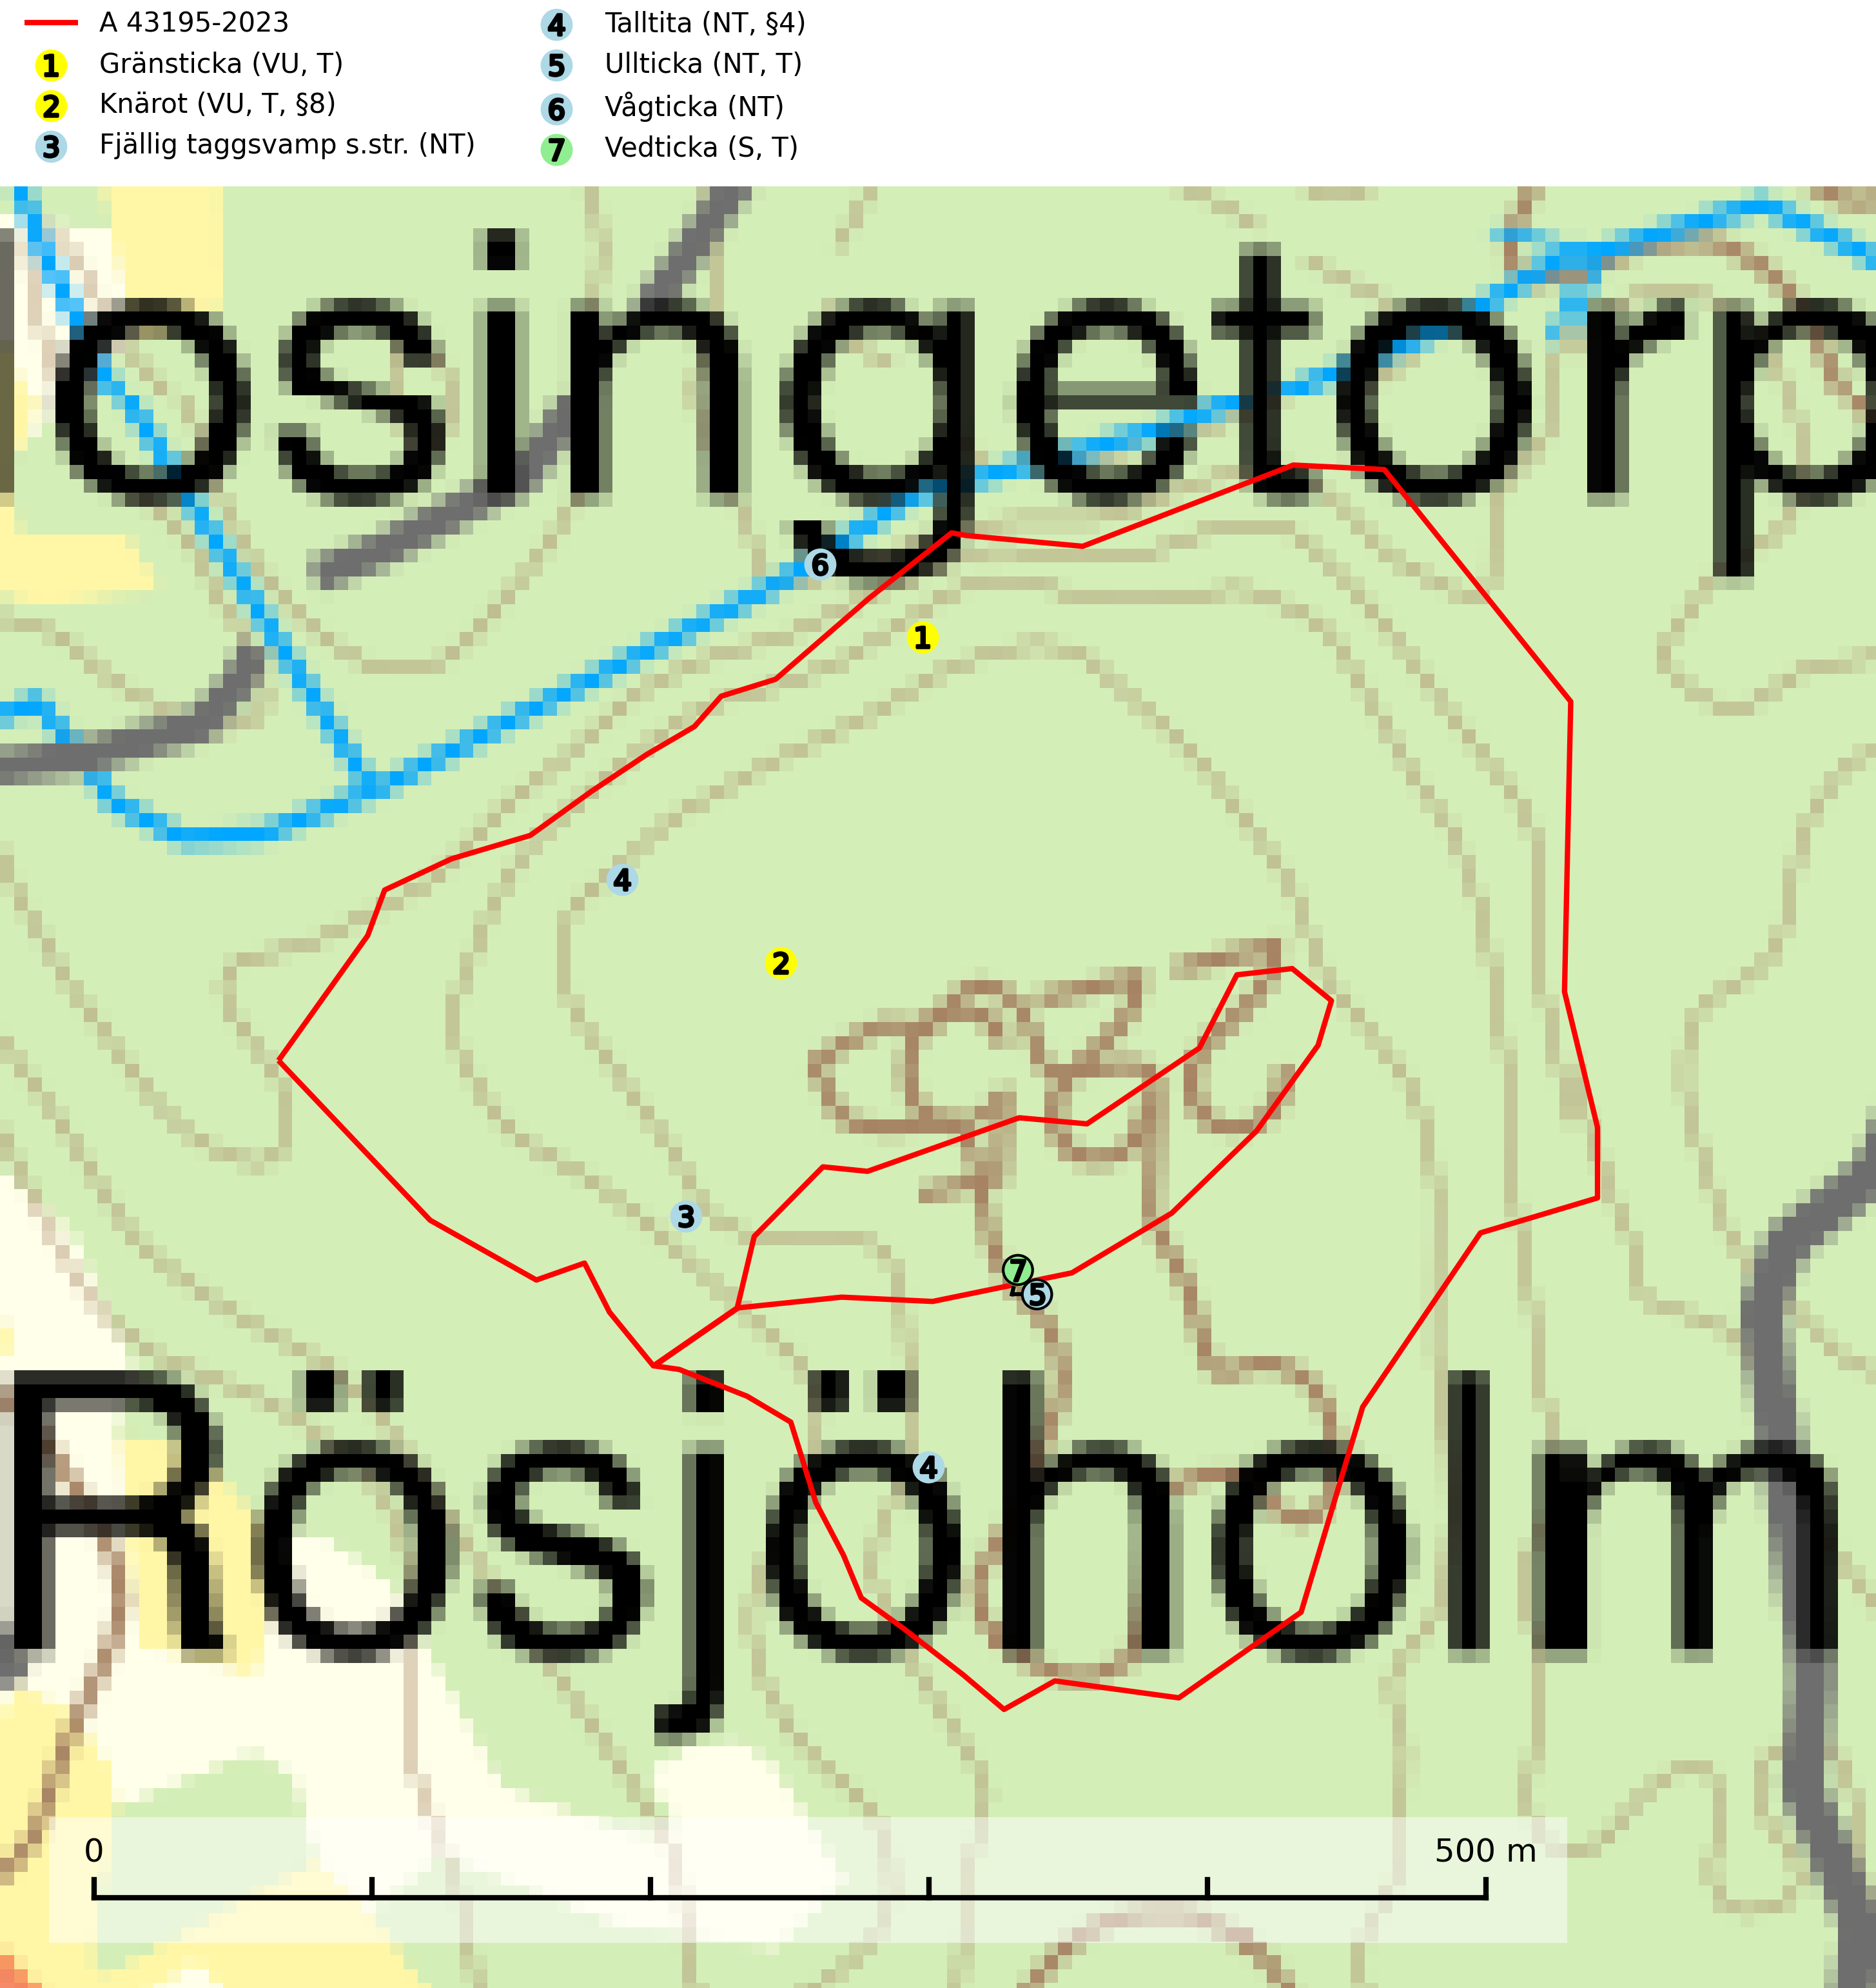 A 43195-2023
1 Gränsticka (VU, T)
2 Knärot (VU, T, §8)
3 Fjällig taggsvamp s.str. (NT)
4 Talltita (NT, §4)
5 Ullticka (NT, T)
6 Vågticka (NT)
7 Vedticka (S, T)
osingetorp
6
1
4
2
3
7
5
Rösjöholm
4
0 500 m